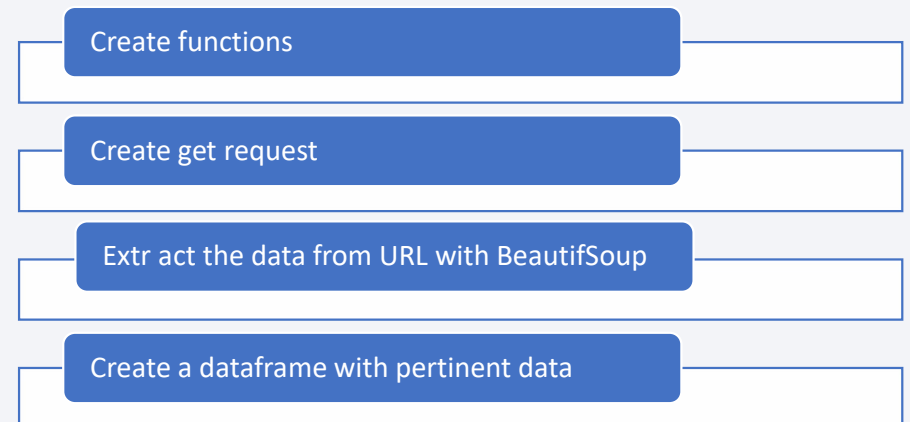 Create functions
Create get request
Extr act the data from URL with BeautifSoup
Create a dataframe with pertinent data